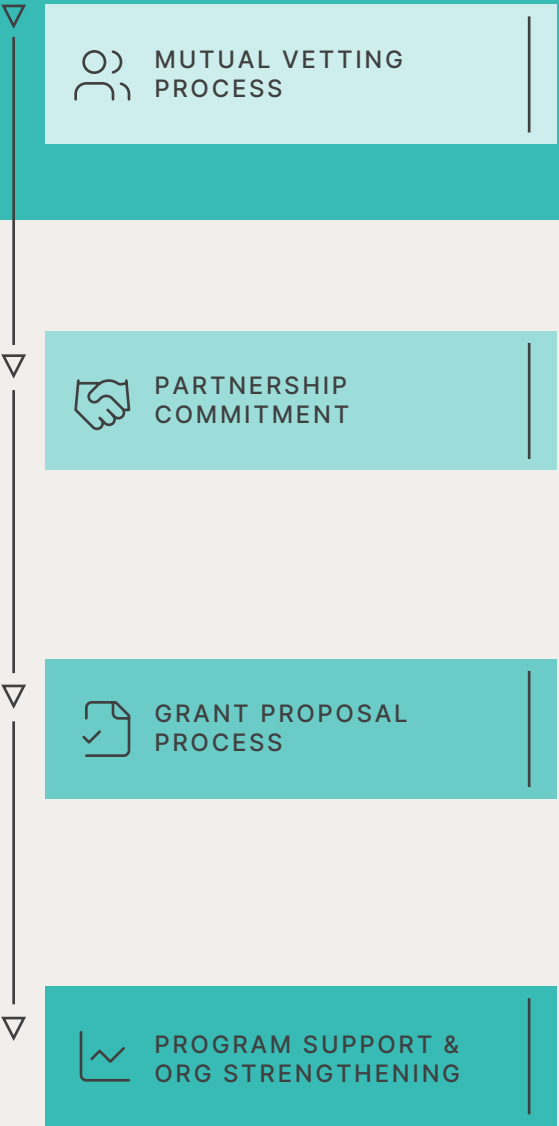 MUTUAL VETTING
PROCESS
PARTNERSHIP
COMMITMENT
GRANT PROPOSAL
PROCESS
PROGRAM SUPPORT &
ORG STRENGTHENING